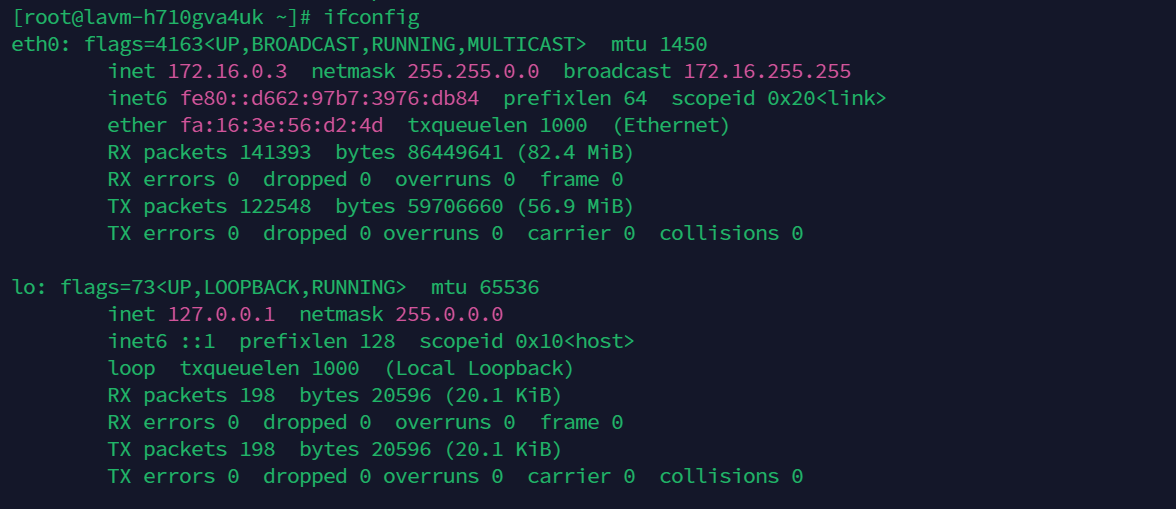 [root@lavm-h710gva4uk ~]# ifconfig
eth0: flags=4163<UP,BROADCAST,RUNNING,MULTICAST>  mtu 1450
        inet 172.16.0.3  netmask 255.255.0.0  broadcast 172.16.255.255
        inet6 fe80::d662:97b7:3976:db84  prefixlen 64  scopeid 0x20<link>
        ether fa:16:3e:56:d2:4d  txqueuelen 1000  (Ethernet)
        RX packets 141393  bytes 86449641 (82.4 MiB)
        RX errors 0  dropped 0  overruns 0  frame 0
        TX packets 122548  bytes 59706660 (56.9 MiB)
        TX errors 0  dropped 0 overruns 0  carrier 0  collisions 0

lo: flags=73<UP,LOOPBACK,RUNNING>  mtu 65536
        inet 127.0.0.1  netmask 255.0.0.0
        inet6 ::1  prefixlen 128  scopeid 0x10<host>
        loop  txqueuelen 1000  (Local Loopback)
        RX packets 198  bytes 20596 (20.1 KiB)
        RX errors 0  dropped 0  overruns 0  frame 0
        TX packets 198  bytes 20596 (20.1 KiB)
        TX errors 0  dropped 0 overruns 0  carrier 0  collisions 0